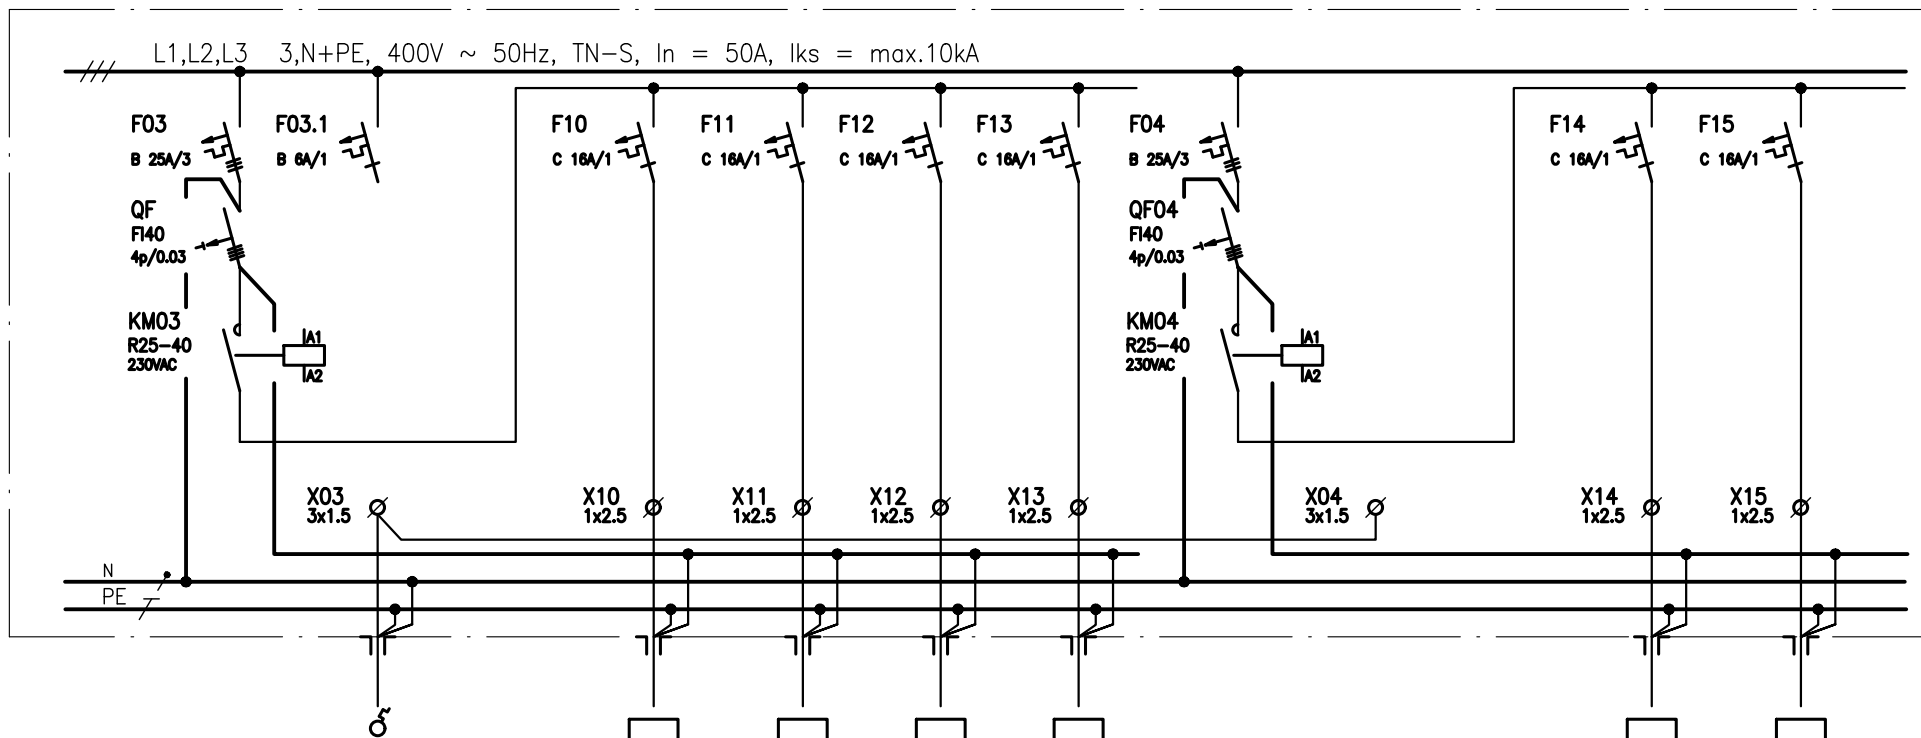 L1,L2,L3 3,N+PE, 400V ~ 50Hz, TN-S, In = 50A, Iks = max.10kA
F03
B 25A/3
F03.1
B 6A/1
F10
C 16A/1
F11
C 16A/1
F12
C 16A/1
F13
C 16A/1
F04
B 25A/3
F14
C 16A/1
F15
C 16A/1
QF
FI40
4p/0.03
QF04
FI40
4p/0.03
KM03
R25-40
230VAC
A1
A2
KM04
R25-40
230VAC
A1
A2
X03
3x1.5
X10
1x2.5
X11
1x2.5
X12
1x2.5
X13
1x2.5
X04
3x1.5
X14
1x2.5
X15
1x2.5
N
PE